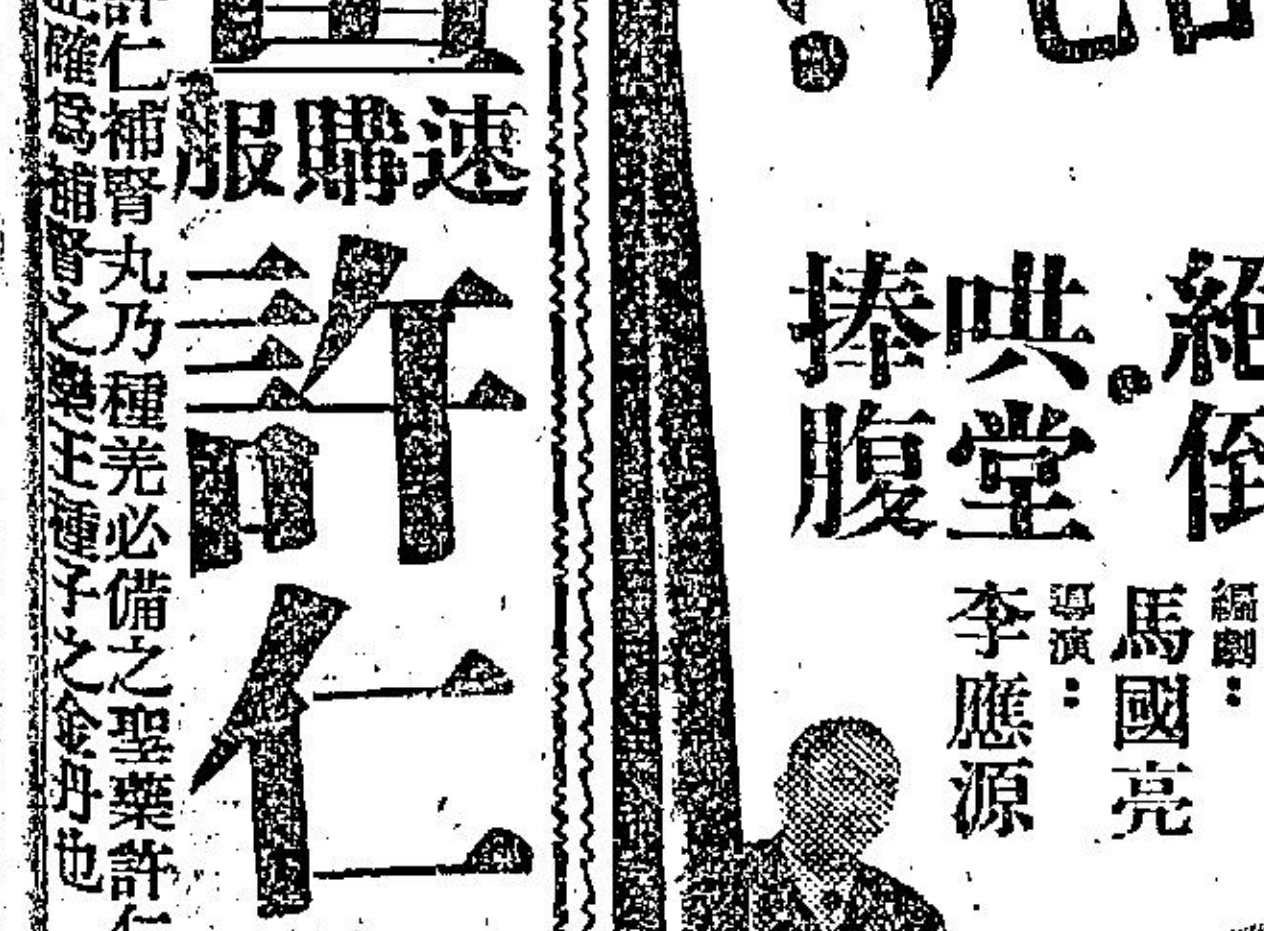 絕倒
哄堂
捧腹
編劇：
馬國亮
導演：
李應源
速購服
許仁
許仁補腎丸乃種羌必備之聖藥許仁
正確為補腎之藥王種子之金丹也